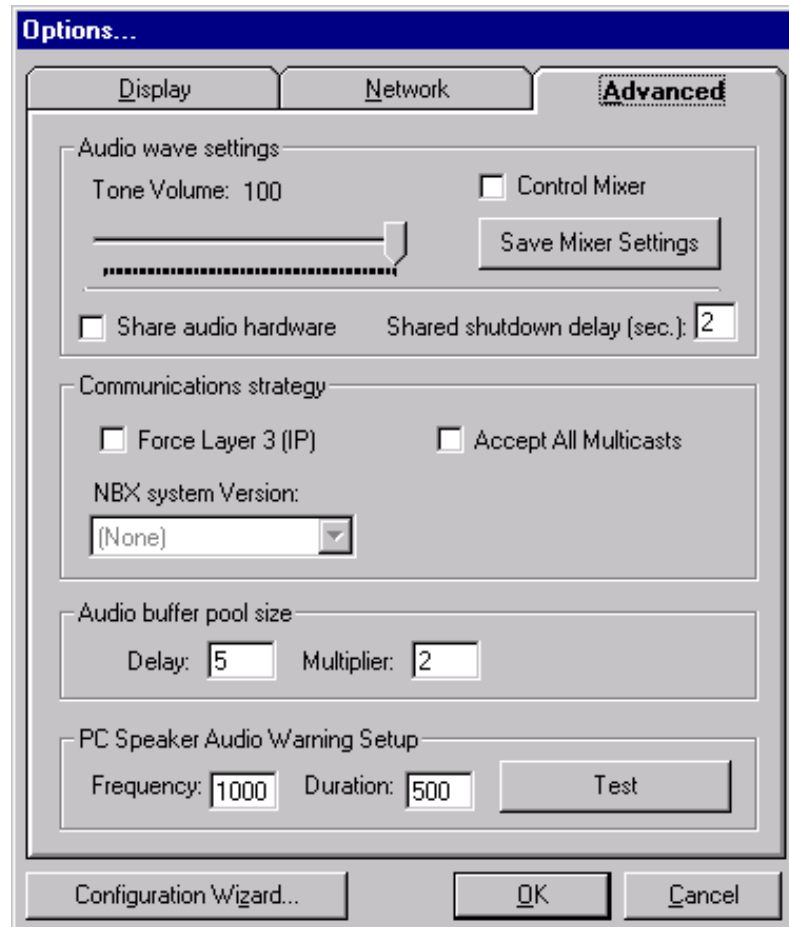 Options...
Display Network Advanced
Audio wave settings
Tone Volume: 100 Control Mixer
Save Mixer Settings
Share audio hardware Shared shutdown delay (sec.): 2
Communications strategy
Force Layer 3 (IP) Accept All Multicasts
NBX system Version:
(None)
Audio buffer pool size
Delay: 5 Multiplier: 2
PC Speaker Audio Warning Setup
Frequency: 1000 Duration: 500 Test
Configuration Wizard... OK Cancel